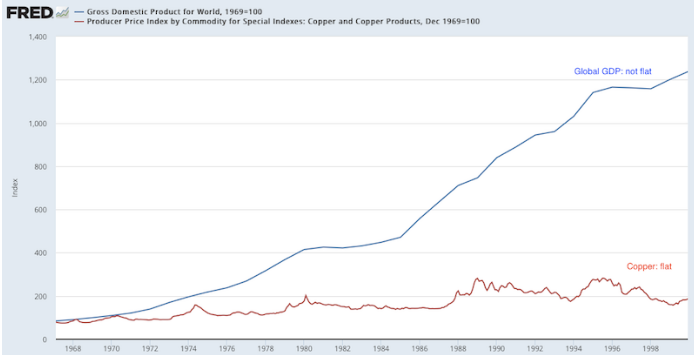 FRED
Gross Domestic Product for World, 1969=100
Producer Price Index by Commodity for Special Indexes: Copper and Copper Products, Dec 1969=100
1,400
1,200
1,000
800
600
400
200
0
Index
Global GDP: not flat
Copper: flat
1968 1970 1972 1974 1976 1978 1980 1982 1984 1986 1988 1990 1992 1994 1996 1998